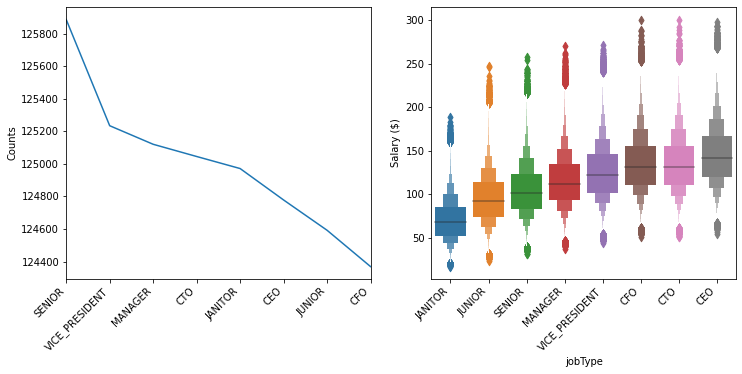 125800
125600
125400
125200
125000
124800
124600
124400
Counts
SENIOR
VICE_PRESIDENT
MANAGER
CTO
JANITOR
CEO
JUNIOR
CFO
300
250
200
150
100
50
Salary ($)
JANITOR
JUNIOR
SENIOR
MANAGER
VICE_PRESIDENT
CFO
CTO
CEO
jobType